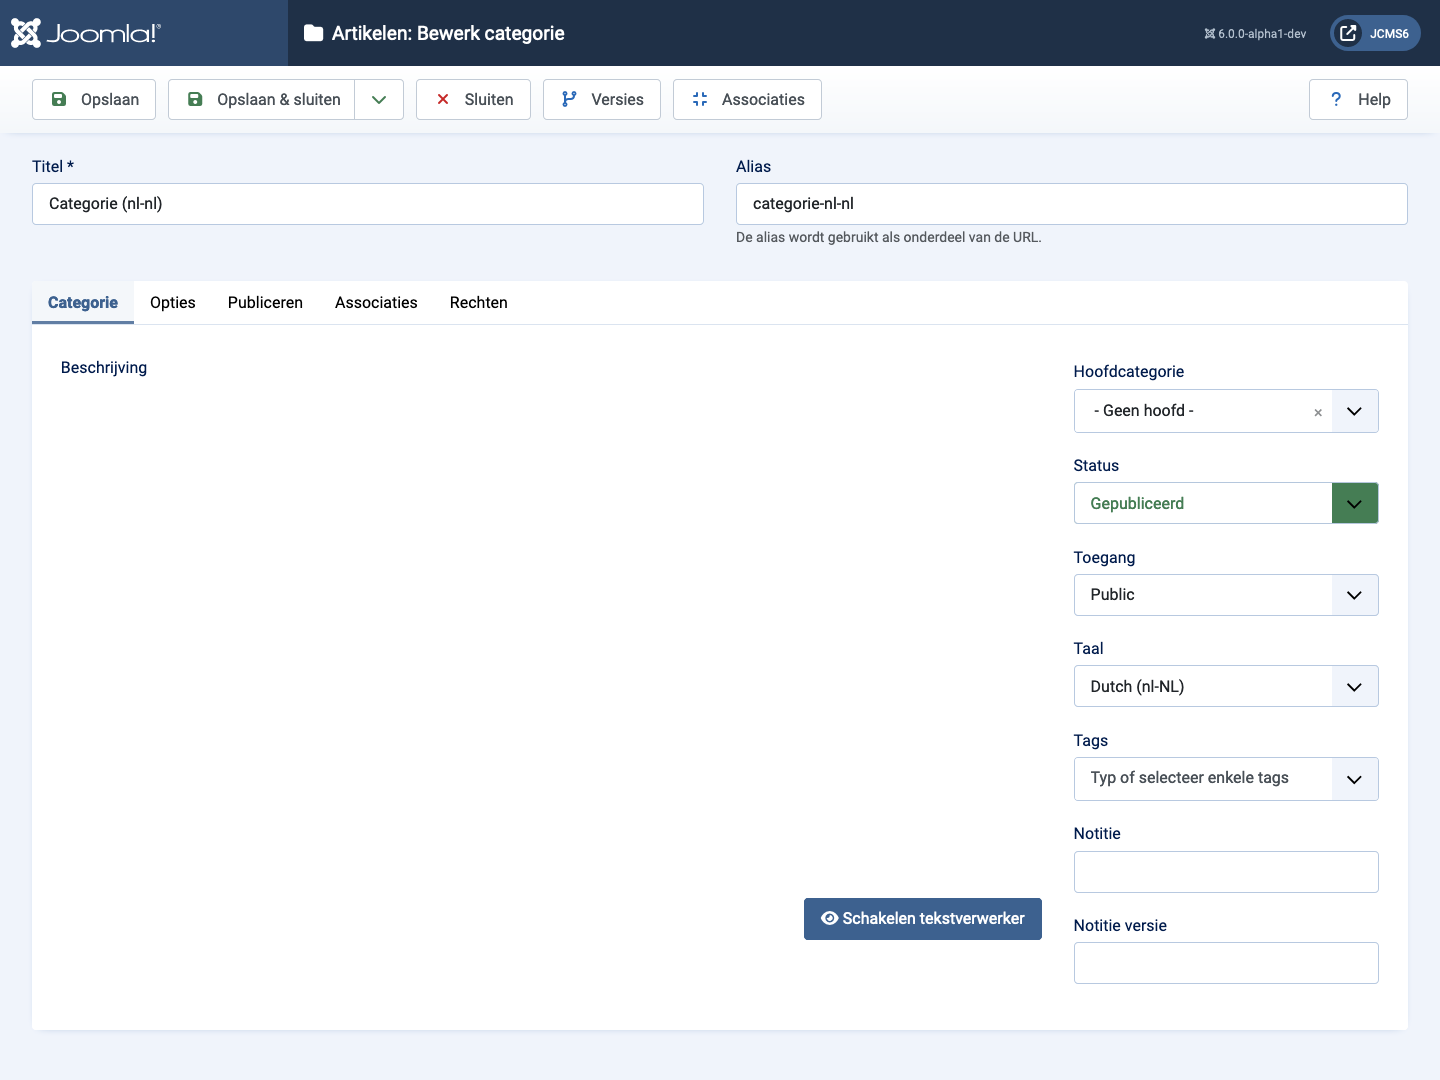 Joomla!®
Artikelen: Bewerk categorie
6.0.0-alpha1-dev
JCMS6
Opslaan
Opslaan & sluiten
Sluiten
Versies
Associaties
? Help
Titel *
Alias
Categorie (nl-nl)
categorie-nl-nl
De alias wordt gebruikt als onderdeel van de URL.
Categorie
Opties
Publiceren
Associaties
Rechten
Beschrijving
Hoofdcategorie
- Geen hoofd - ×
Status
Gepubliceerd
Toegang
Public
Taal
Dutch (nl-NL)
Tags
Typ of selecteer enkele tags
Notitie
Schakelen tekstverwerker
Notitie versie